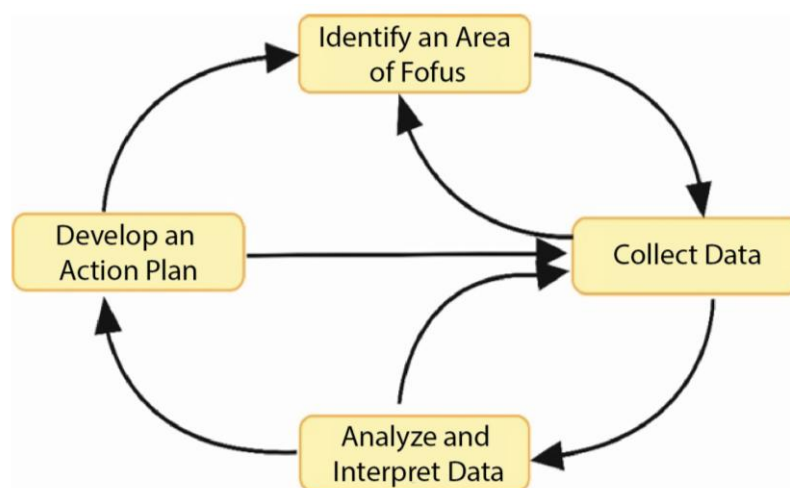 Identify an Area
of Fofus
Develop an
Action Plan
Collect Data
Analyze and
Interpret Data